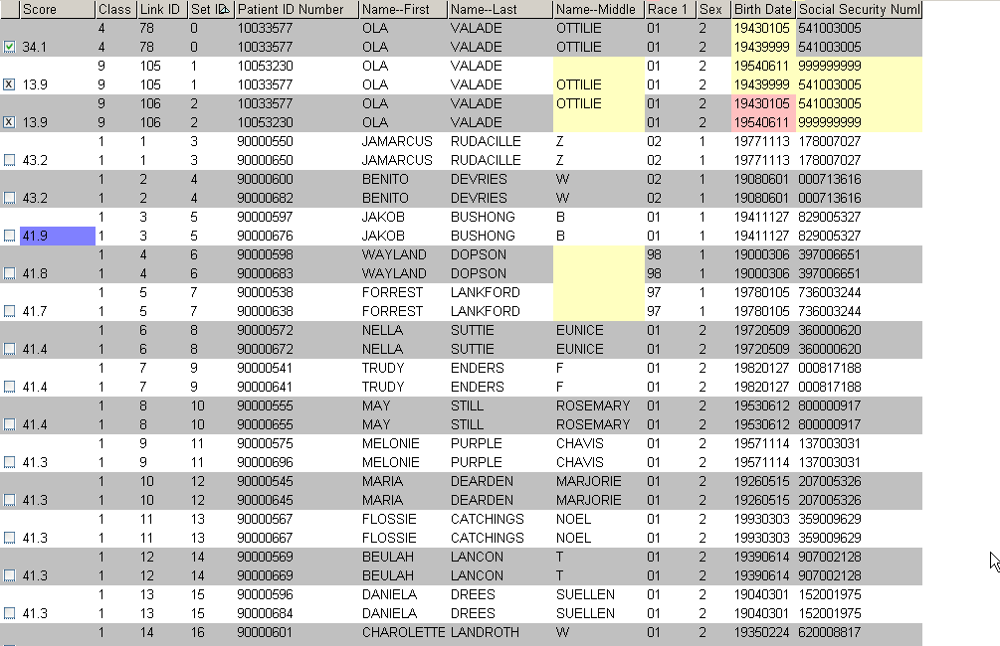 Score Class Link ID Set ID Patient ID Number Name--First Name--Last Name--Middle Race 1 Sex Birth Date Social Security Numl
4 78 0 10033577 OLA VALADE OTTILIE 01 2 19430105 541003005
34.1 4 78 0 10033577 OLA VALADE OTTILIE 01 2 19439999 541003005
9 105 1 10053230 OLA VALADE 01 2 19540611 999999999
13.9 9 105 1 10033577 OLA VALADE OTTILIE 01 2 19439999 541003005
9 106 2 10033577 OLA VALADE OTTILIE 01 2 19430105 541003005
13.9 9 106 2 10053230 OLA VALADE 01 2 19540611 999999999
1 1 3 90000550 JAMARCUS RUDACILLE Z 02 1 19771113 178007027
43.2 1 1 3 90000650 JAMARCUS RUDACILLE Z 02 1 19771113 178007027
1 2 4 90000600 BENITO DEVRIES W 02 1 19080601 000713616
43.2 1 2 4 90000682 BENITO DEVRIES W 02 1 19080601 000713616
1 3 5 90000597 JAKOB BUSHONG B 01 1 19411127 829005327
41.9 1 3 5 90000676 JAKOB BUSHONG B 01 1 19411127 829005327
1 4 6 90000598 WAYLAND DOPSON 98 1 19000306 397006651
41.8 1 4 6 90000683 WAYLAND DOPSON 98 1 19000306 397006651
1 5 7 90000538 FORREST LANKFORD 97 1 19780105 736003244
41.7 1 5 7 90000638 FORREST LANKFORD 97 1 19780105 736003244
1 6 8 90000572 NELLA SUTTIE EUNICE 01 2 19720509 360000620
41.4 1 6 8 90000672 NELLA SUTTIE EUNICE 01 2 19720509 360000620
1 7 9 90000541 TRUDY ENDERS F 01 2 19820127 000817188
41.4 1 7 9 90000641 TRUDY ENDERS F 01 2 19820127 000817188
1 8 10 90000555 MAY STILL ROSEMARY 01 2 19530612 800000917
41.4 1 8 10 90000655 MAY STILL ROSEMARY 01 2 19530612 800000917
1 9 11 90000575 MELONIE PURPLE CHAVIS 01 2 19571114 137003031
41.3 1 9 11 90000696 MELONIE PURPLE CHAVIS 01 2 19571114 137003031
1 10 12 90000545 MARIA DEARDEN MARJORIE 01 2 19260515 207005326
41.3 1 10 12 90000645 MARIA DEARDEN MARJORIE 01 2 19260515 207005326
1 11 13 90000567 FLOSSIE CATCHINGS NOEL 01 2 19930303 359009629
41.3 1 11 13 90000667 FLOSSIE CATCHINGS NOEL 01 2 19930303 359009629
1 12 14 90000569 BEULAH LANCON T 01 2 19390614 907002128
41.3 1 12 14 90000669 BEULAH LANCON T 01 2 19390614 907002128
1 13 15 90000596 DANIELA DREES SUELLEN 01 2 19040301 152001975
41.3 1 13 15 90000684 DANIELA DREES SUELLEN 01 2 19040301 152001975
1 14 16 90000601 CHAROLETTE LANDROTH W 01 2 19350224 620008817